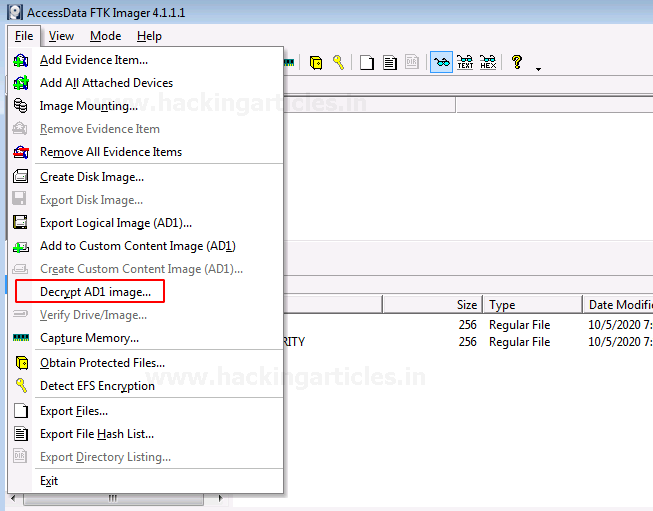 AccessData FTK Imager 4.1.1.1
File View Mode Help
Add Evidence Item...
Add All Attached Devices
Image Mounting...
www.hackingarticles.in
Remove Evidence Item
Remove All Evidence Items
Create Disk Image...
Export Disk Image...
Export Logical Image (AD1)...
Add to Custom Content Image (AD1)
Create Custom Content Image (AD1)...
Decrypt AD1 image...
Size Type Date Modifi
Verify Drive/Image...
256 Regular File 10/5/2020 7:
Capture Memory...
RITY 256 Regular File 10/5/2020 7:
Obtain Protected Files...
www.hackingarticles.in
Detect EFS Encryption
Export Files...
Export File Hash List...
Export Directory Listing...
Exit
TEXT
HEX
DIR
DIR